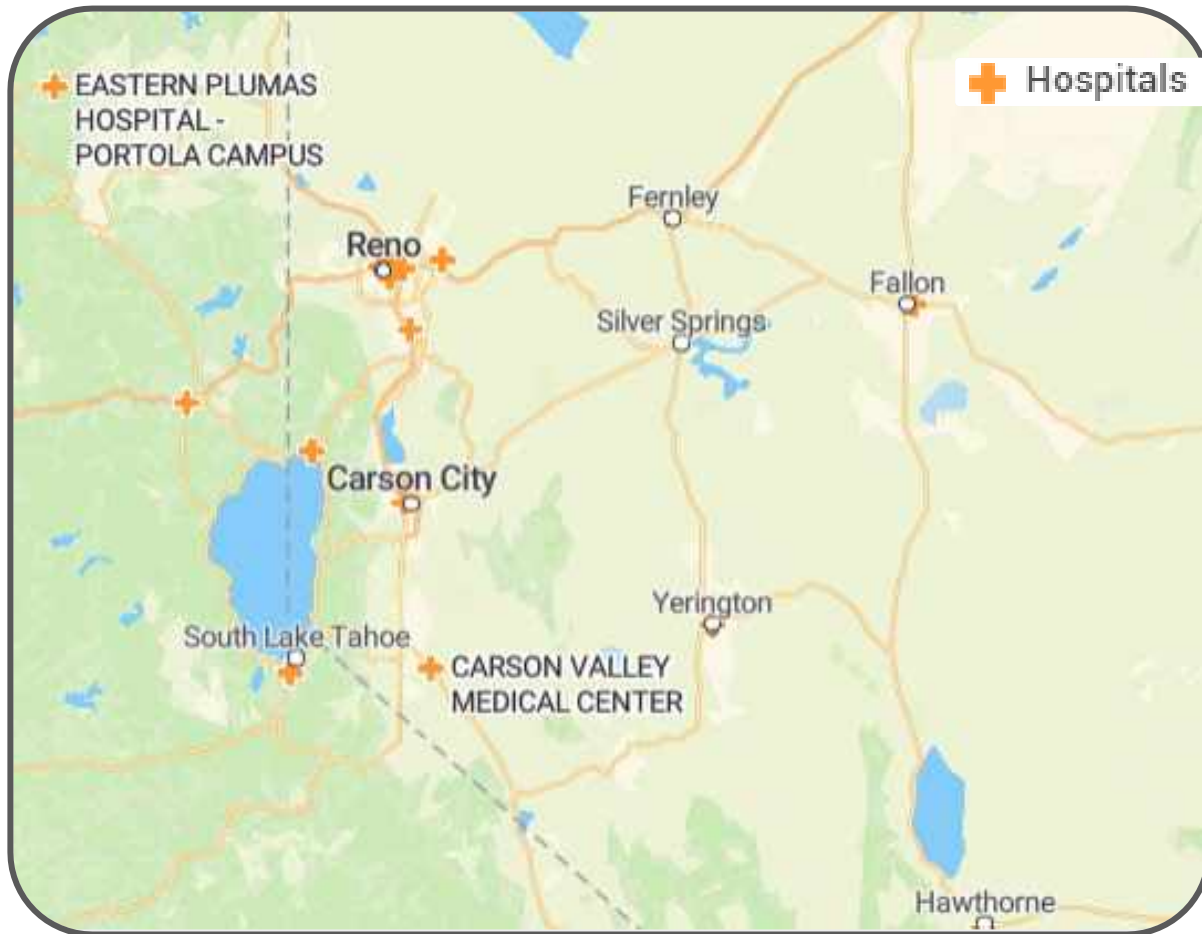 EASTERN PLUMAS
HOSPITAL -
PORTOLA CAMPUS
Hospitals
Fernley
Reno
Fallon
Silver Springs
Carson City
Yerington
South Lake Tahoe
CARSON VALLEY
MEDICAL CENTER
Hawthorne